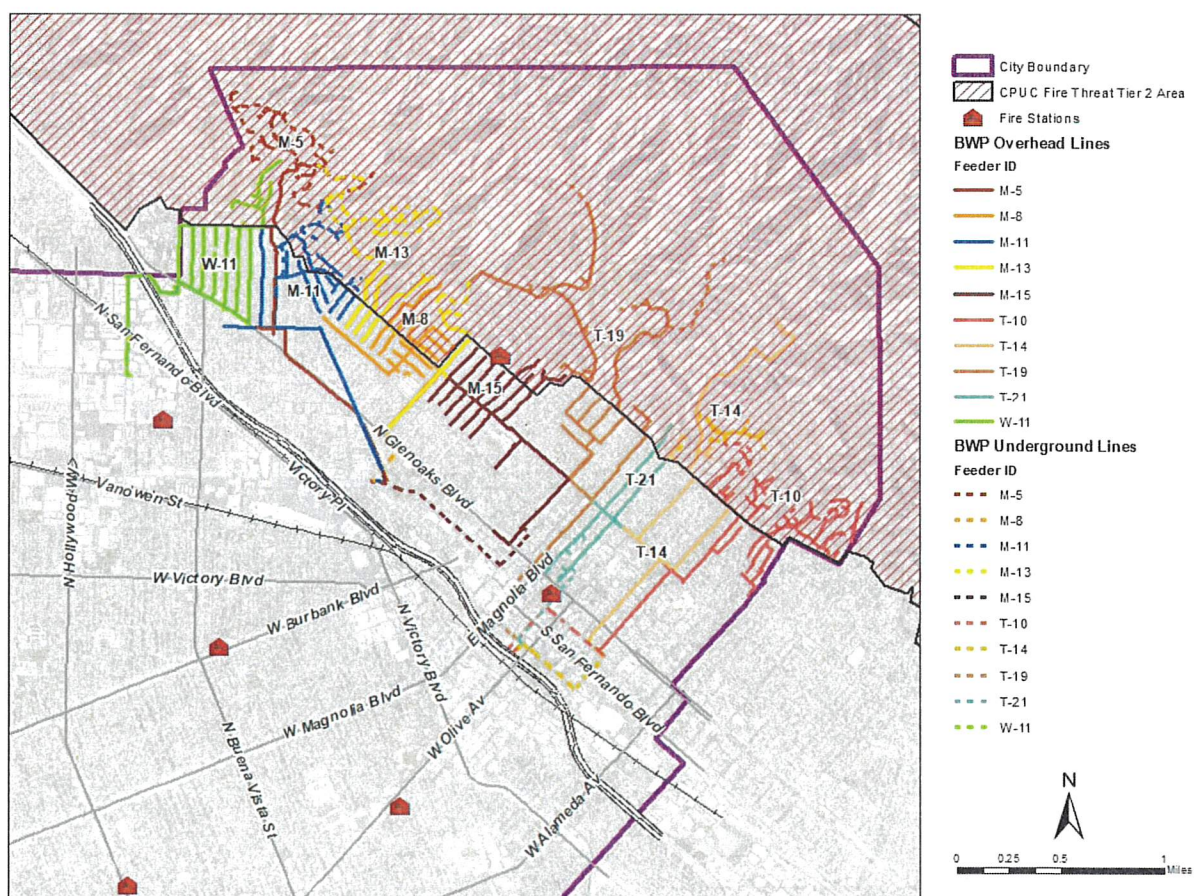 M-5
W-11
M-13
M-11
M-8
T-19
M-15
T-14
T-21
T-10
T-14
N San Fernando Blvd
N Glenoaks Blvd
Victory Pl
Vanowen St
N Hollywood Way
W Victory Blvd
W Burbank Blvd
N Victory Blvd
E Magnolia Blvd
S San Fernando Blvd
W Magnolia Blvd
W Olive Av
N Buena Vista St
W Alameda A
City Boundary
CPUC Fire Threat Tier 2 Area
Fire Stations
BWP Overhead Lines
Feeder ID
M-5
M-8
M-11
M-13
M-15
T-10
T-14
T-19
T-21
W-11
BWP Underground Lines
Feeder ID
M-5
M-8
M-11
M-13
M-15
T-10
T-14
T-19
T-21
W-11
N
0 0.25 0.5 1
Miles